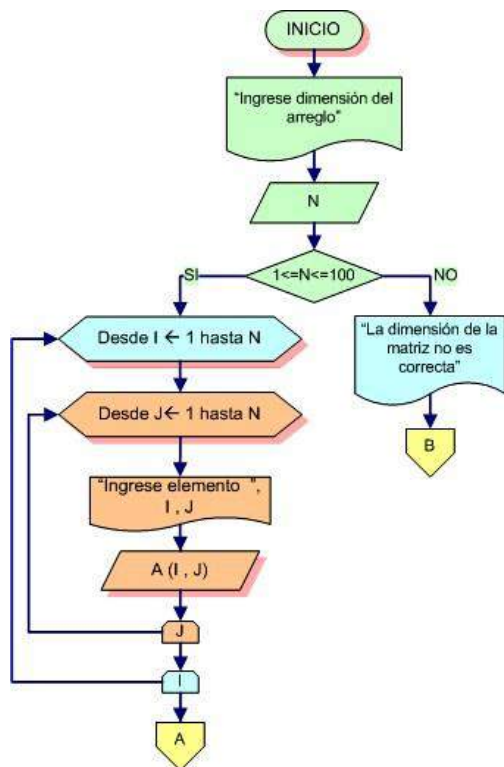 INICIO
"Ingrese dimensión del
arreglo"
N
1<=N<=100
SI
NO
Desde I ← 1 hasta N
"La dimensión de la
matriz no es
correcta"
Desde J← 1 hasta N
B
"Ingrese elemento ",
I , J
A (I , J)
J
I
A